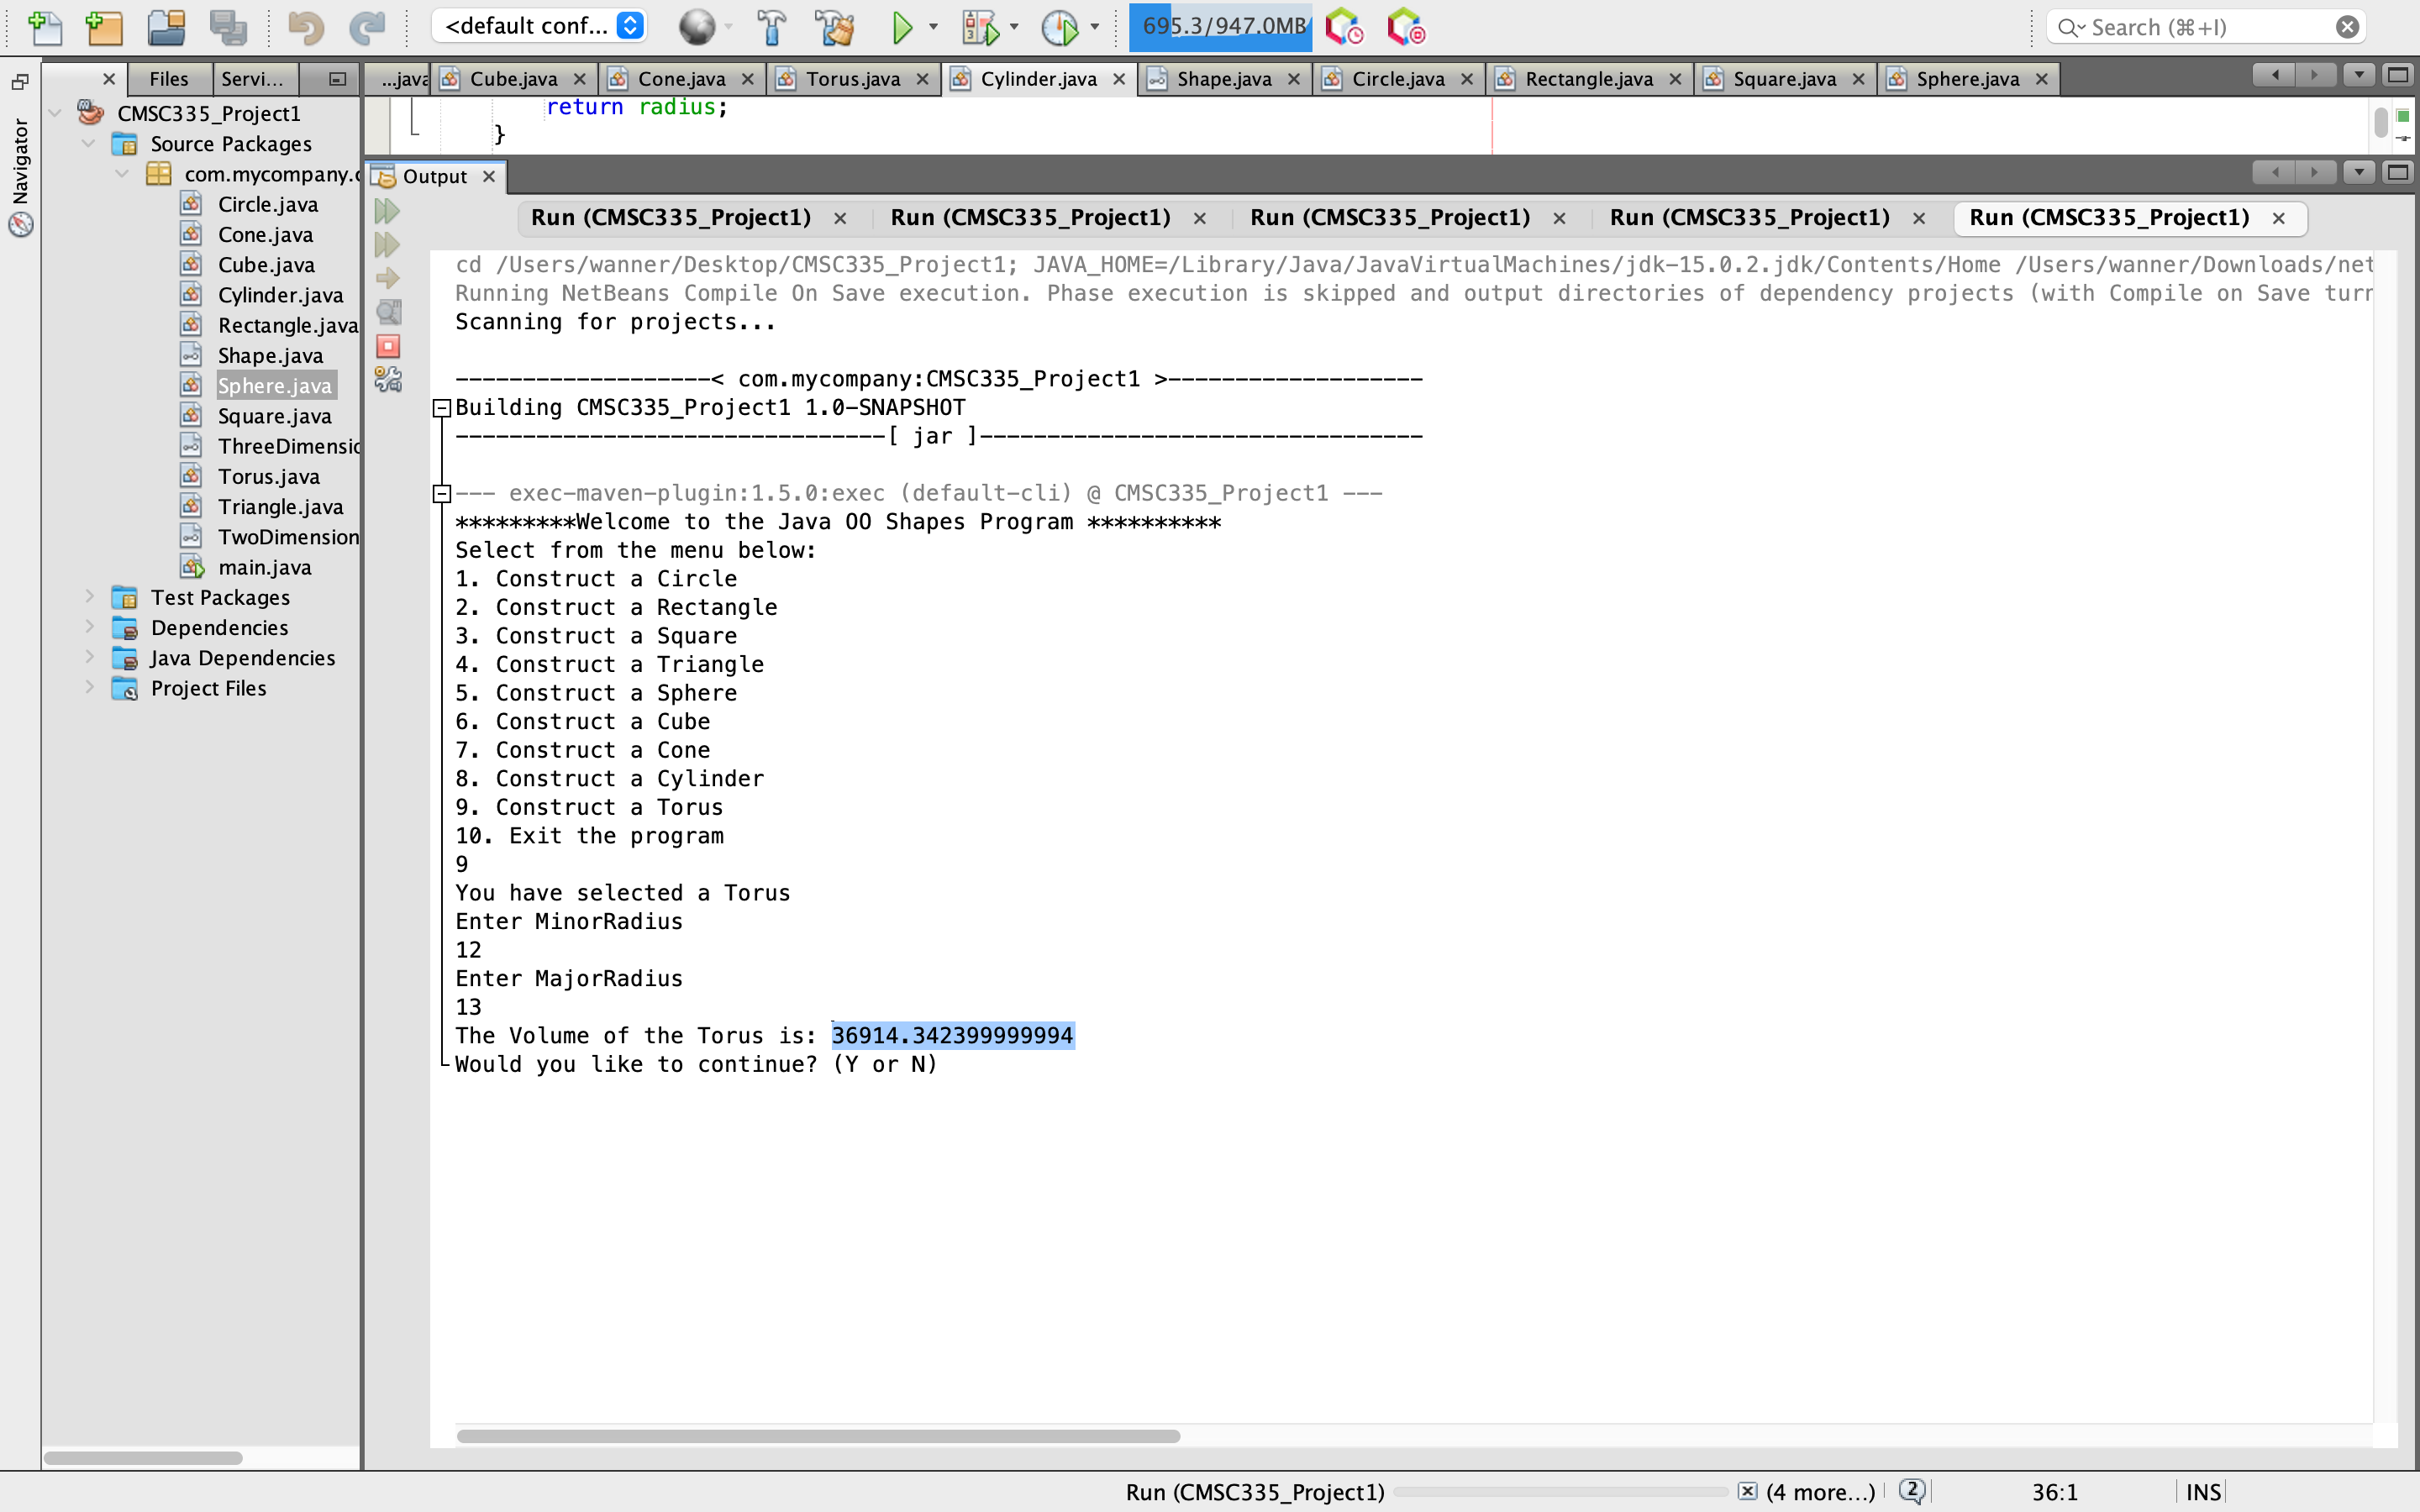 <default conf...
695.3/947.0MB
Search (⌘+I)
Files
Servi...
...java
Cube.java
Cone.java
Torus.java
Cylinder.java
Shape.java
Circle.java
Rectangle.java
Square.java
Sphere.java
Navigator
CMSC335_Project1
Source Packages
com.mycompany.c
Circle.java
Cone.java
Cube.java
Cylinder.java
Rectangle.java
Shape.java
Sphere.java
Square.java
ThreeDimensio
Torus.java
Triangle.java
TwoDimension
main.java
Test Packages
Dependencies
Java Dependencies
Project Files
return radius;
}
Output
Run (CMSC335_Project1)
Run (CMSC335_Project1)
Run (CMSC335_Project1)
Run (CMSC335_Project1)
Run (CMSC335_Project1)
cd /Users/wanner/Desktop/CMSC335_Project1; JAVA_HOME=/Library/Java/JavaVirtualMachines/jdk-15.0.2.jdk/Contents/Home /Users/wanner/Downloads/net
Running NetBeans Compile On Save execution. Phase execution is skipped and output directories of dependency projects (with Compile on Save turn
Scanning for projects...
-------------------< com.mycompany:CMSC335_Project1 >-------------------
Building CMSC335_Project1 1.0-SNAPSHOT
--------------------------------[ jar ]---------------------------------
--- exec-maven-plugin:1.5.0:exec (default-cli) @ CMSC335_Project1 ---
*********Welcome to the Java OO Shapes Program **********
Select from the menu below:
1. Construct a Circle
2. Construct a Rectangle
3. Construct a Square
4. Construct a Triangle
5. Construct a Sphere
6. Construct a Cube
7. Construct a Cone
8. Construct a Cylinder
9. Construct a Torus
10. Exit the program
9
You have selected a Torus
Enter MinorRadius
12
Enter MajorRadius
13
The Volume of the Torus is: 36914.342399999994
Would you like to continue? (Y or N)
Run (CMSC335_Project1)
(4 more...)
2
36:1
INS